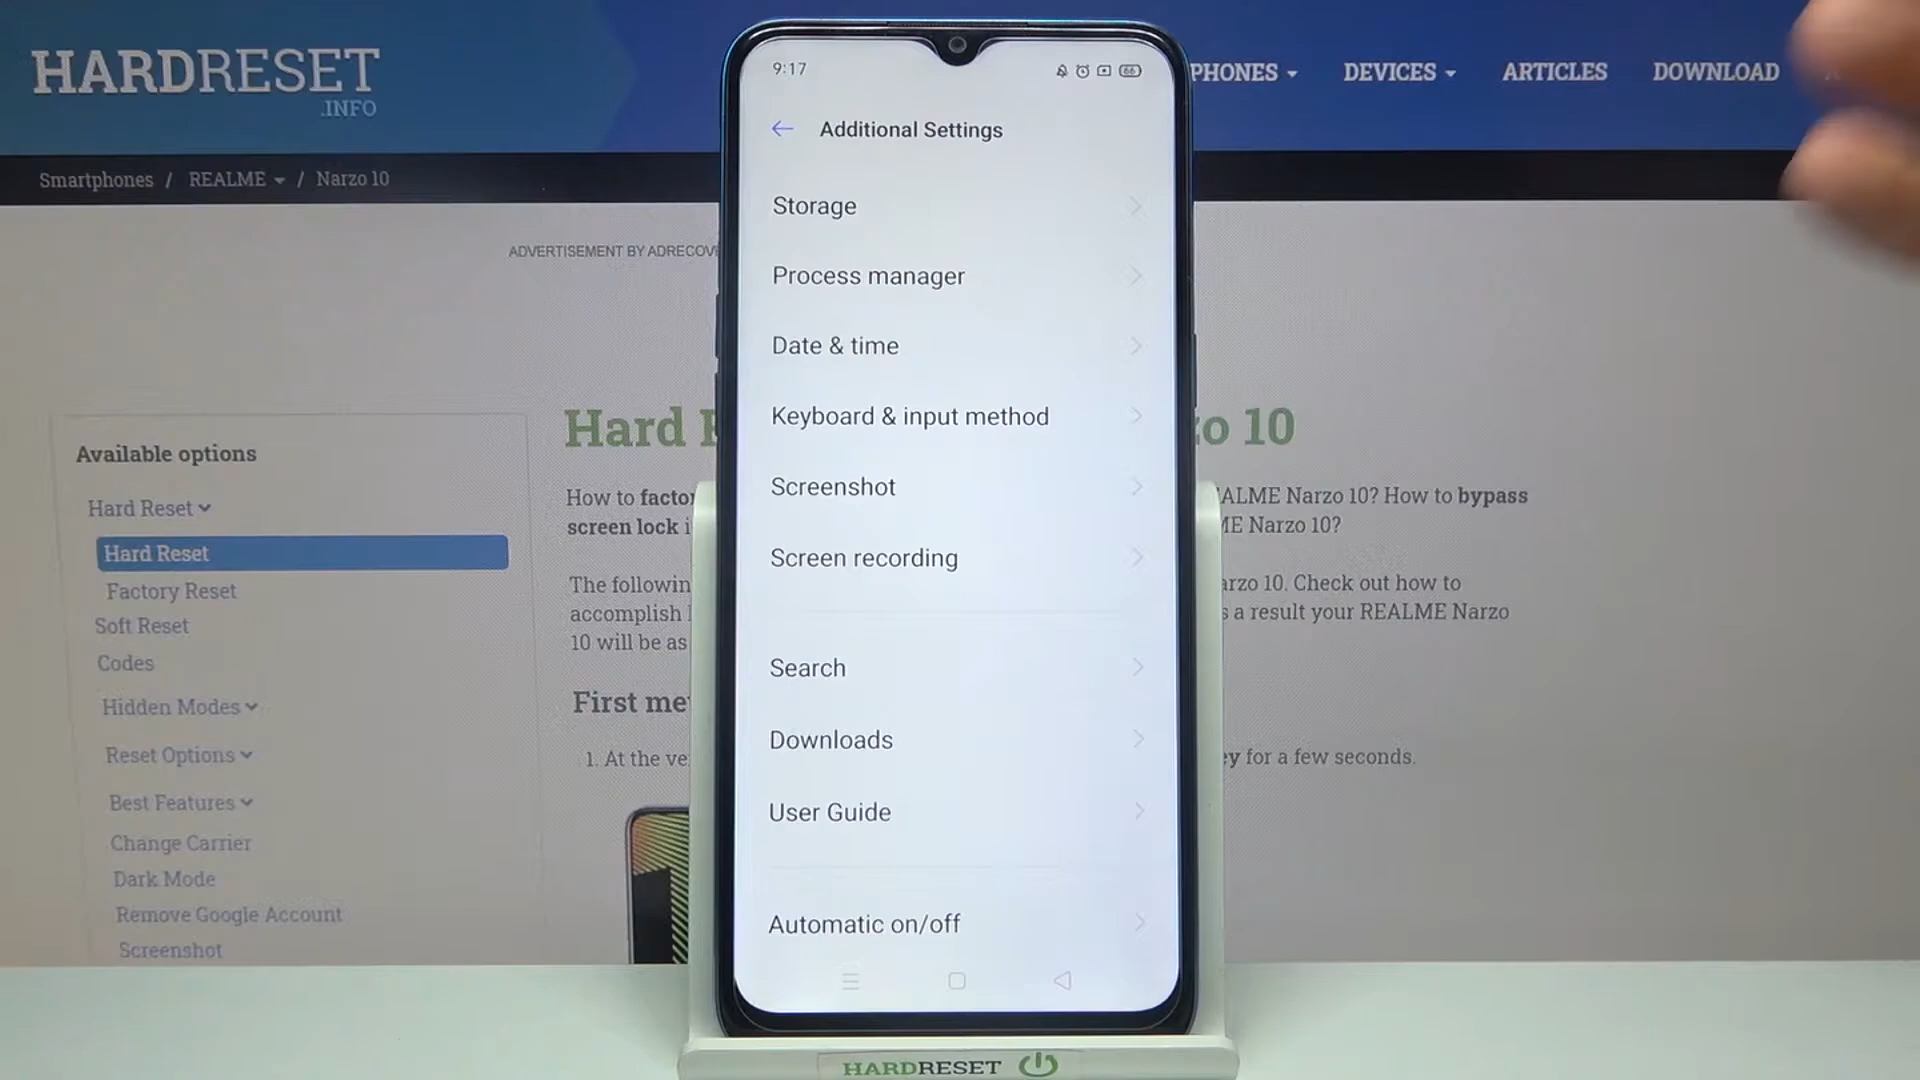 HARDRESET
.INFO
PHONES
DEVICES
ARTICLES
DOWNLOAD
Smartphones / REALME / Narzo 10
ADVERTISEMENT BY ADRECOV
Available options
Hard Reset
Hard Reset
Factory Reset
Soft Reset
Codes
Hidden Modes
Reset Options
Best Features
Change Carrier
Dark Mode
Remove Google Account
Screenshot
Hard
10
How to
screen lock
ALME Narzo 10? How to bypass
Narzo 10?
The
accomplish
10 will be as
10. Check out how to
a result your REALME Narzo
First
1. At the
for a few seconds.
9:17
66
Additional Settings
Storage
Process manager
Date & time
Keyboard & input method
Screenshot
Screen recording
Search
Downloads
User Guide
Automatic on/off
HARDRESET